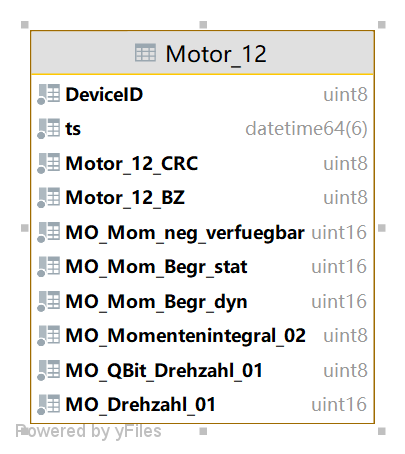 Motor_12
DeviceID uint8
ts datetime64(6)
Motor_12_CRC uint8
Motor_12_BZ uint8
MO_Mom_neg_verfuegbar uint16
MO_Mom_Begr_stat uint16
MO_Mom_Begr_dyn uint16
MO_Momentenintegral_02 uint8
MO_QBit_Drehzahl_01 uint8
MO_Drehzahl_01 uint16
Powered by yFiles